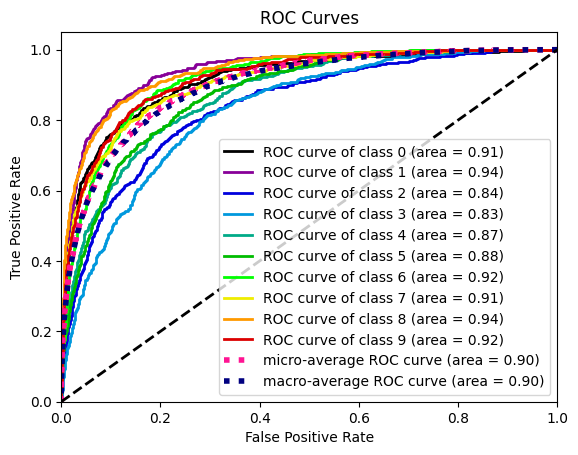 ROC Curves
True Positive Rate
1.0
0.8
0.6
0.4
0.2
0.0
ROC curve of class 0 (area = 0.91)
ROC curve of class 1 (area = 0.94)
ROC curve of class 2 (area = 0.84)
ROC curve of class 3 (area = 0.83)
ROC curve of class 4 (area = 0.87)
ROC curve of class 5 (area = 0.88)
ROC curve of class 6 (area = 0.92)
ROC curve of class 7 (area = 0.91)
ROC curve of class 8 (area = 0.94)
ROC curve of class 9 (area = 0.92)
micro-average ROC curve (area = 0.90)
macro-average ROC curve (area = 0.90)
0.0 0.2 0.4 0.6 0.8 1.0
False Positive Rate